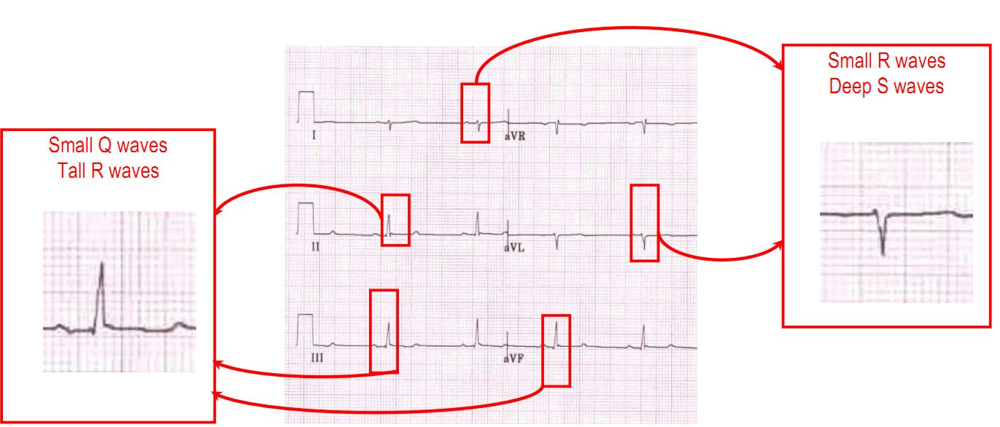 Small R waves
Deep S waves
Small Q waves
Tall R waves
I
aVR
II
aVL
III
aVF